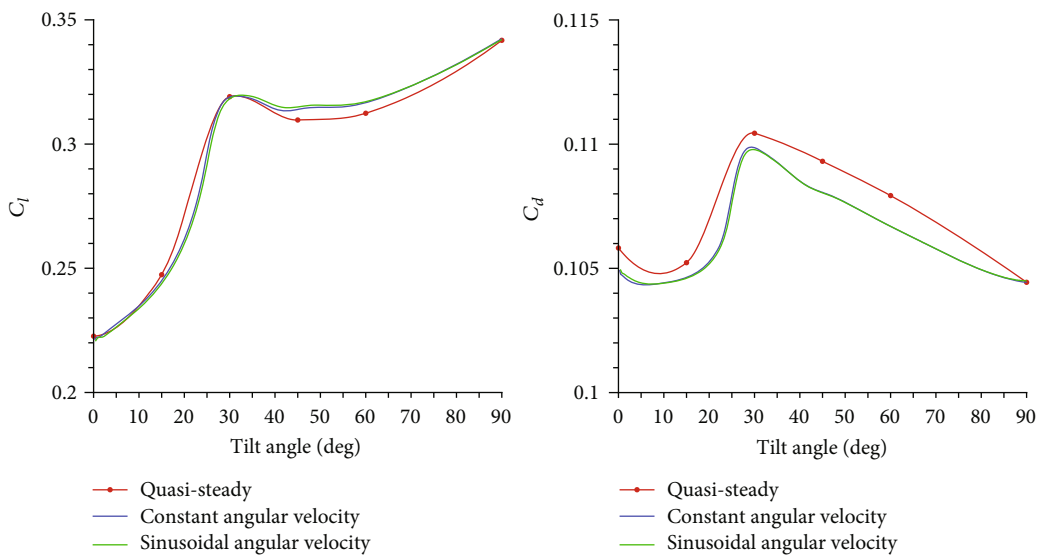 0.35
0.3
0.25
0.2
C_l
0 10 20 30 40 50 60 70 80 90
Tilt angle (deg)
Quasi-steady
Constant angular velocity
Sinusoidal angular velocity
0.115
0.11
0.105
0.1
C_d
0 10 20 30 40 50 60 70 80 90
Tilt angle (deg)
Quasi-steady
Constant angular velocity
Sinusoidal angular velocity